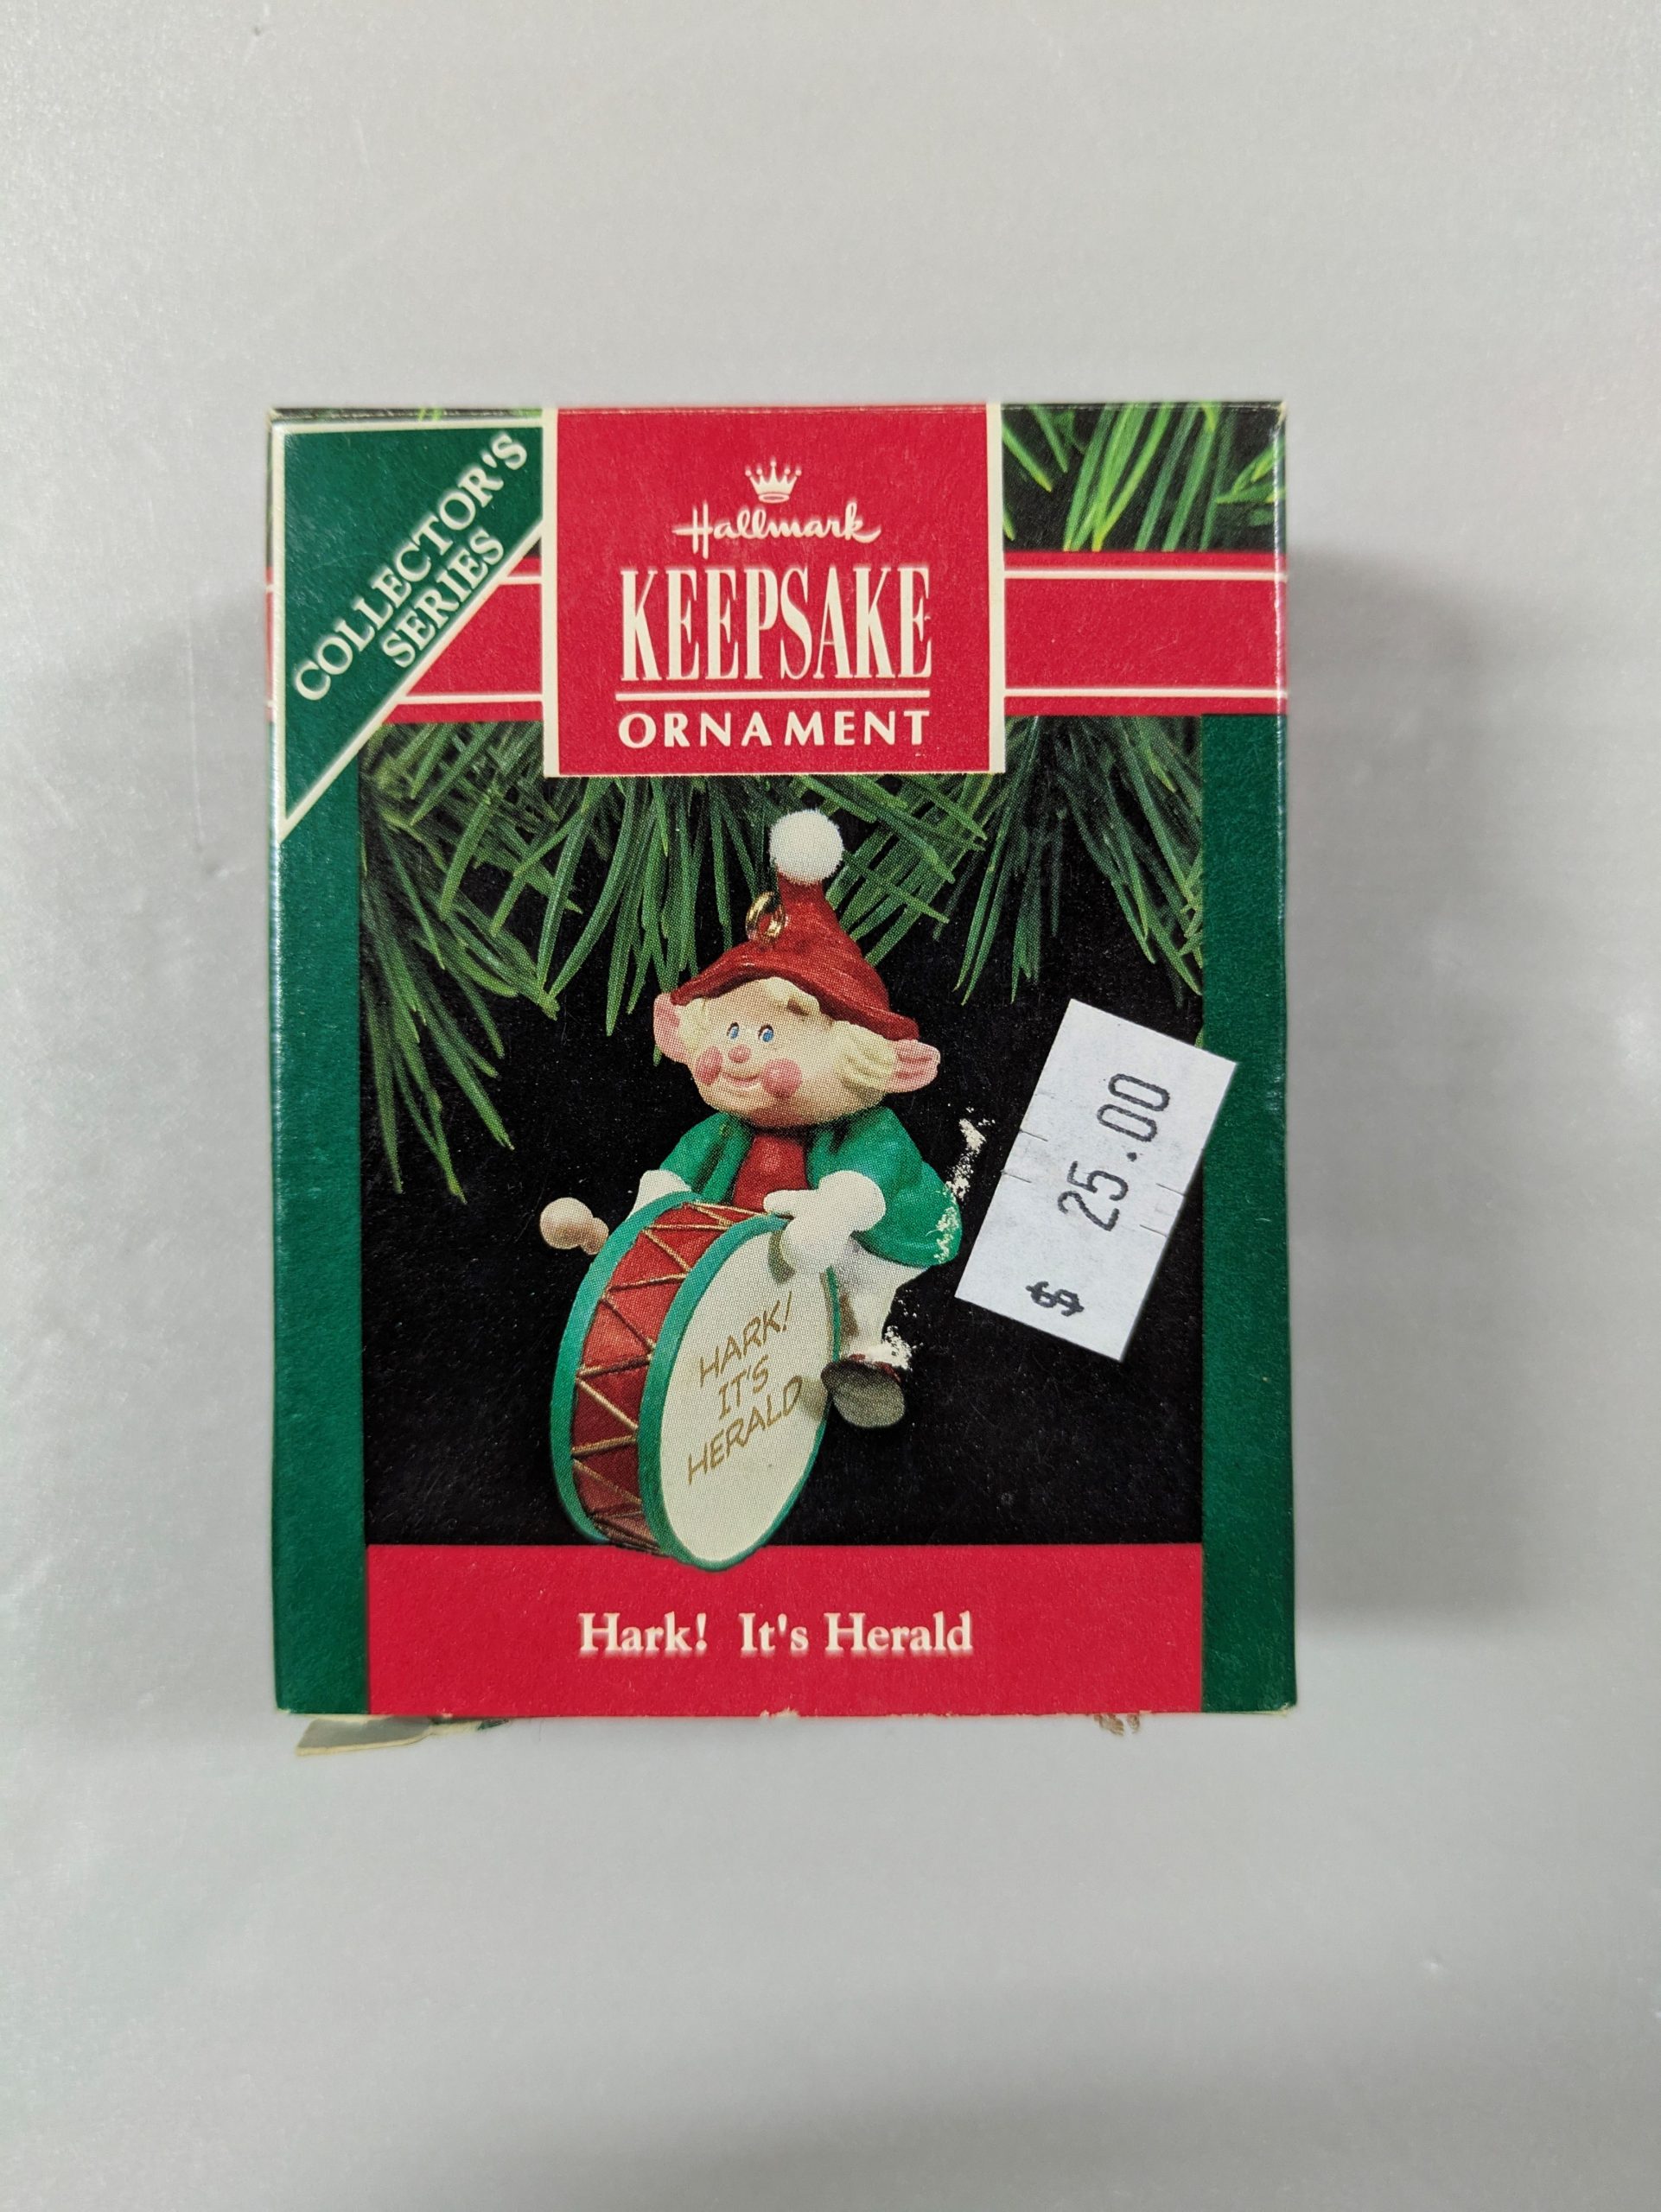 COLLECTOR'S
SERIES
Hallmark
KEEPSAKE
ORNAMENT
$ 25.00
HARK!
IT'S
HERALD
Hark! It's Herald